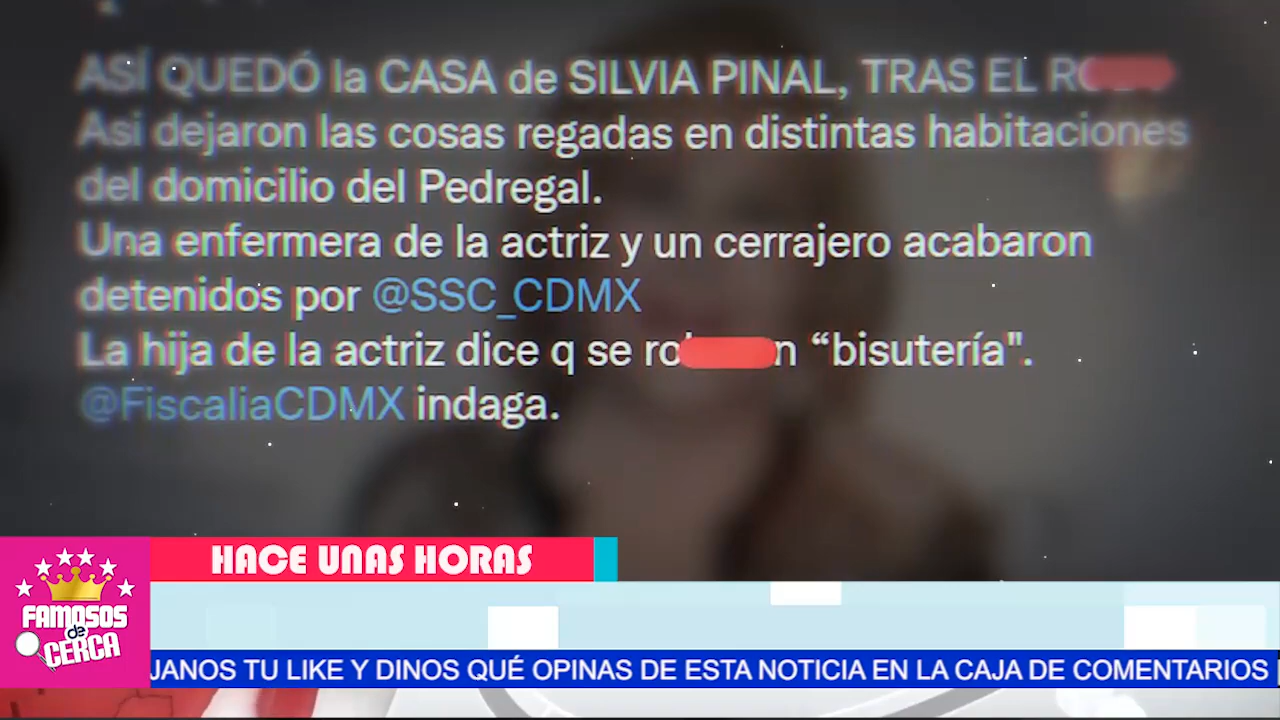 ASÍ QUEDÓ la CASA de SILVIA PINAL, TRAS EL
Asi dejaron las cosas regadas en distintas habitaciones
del domicilio del Pedregal.
Una enfermera de la actriz y un cerrajero acabaron
detenidos por @SSC_CDMX
La hija de la actriz dice q se “bisutería".
@FiscaliaCDMX indaga.
HACE UNAS HORAS
FAMOSOS
de
CERCA
JANOS TU LIKE Y DINOS QUÉ OPINAS DE ESTA NOTICIA EN LA CAJA DE COMENTARIOS